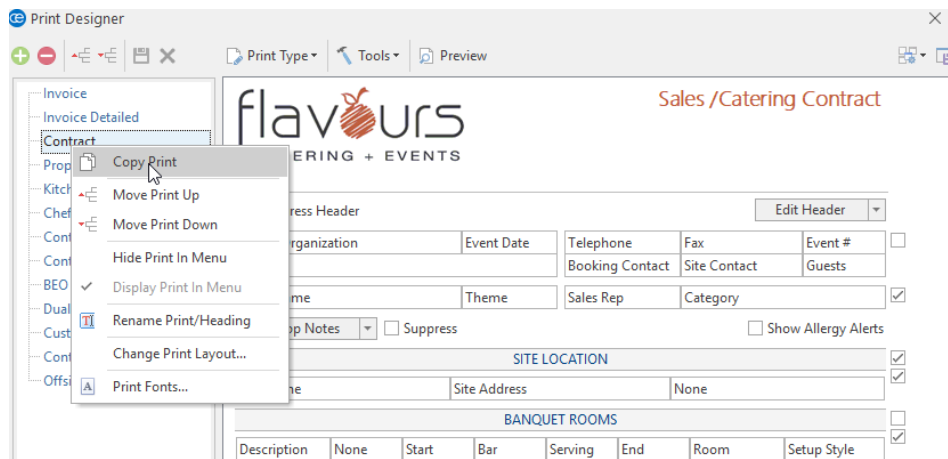 Print Designer
Print Type Tools Preview
Invoice
Invoice Detailed
Contract
Prop
Kitch
Chef
Cont
Cont
BEO
Dual
Cust
Cont
Offsi
Copy Print
Move Print Up
Move Print Down
Hide Print In Menu
Display Print In Menu
Rename Print/Heading
Change Print Layout...
Print Fonts...
flavours
ERING + EVENTS
Sales /Catering Contract
ress Header Edit Header
rganization Event Date Telephone Fax Event #
Booking Contact Site Contact Guests
me Theme Sales Rep Category
op Notes Suppress Show Allergy Alerts
SITE LOCATION
me Site Address None
BANQUET ROOMS
Description None Start Bar Serving End Room Setup Style